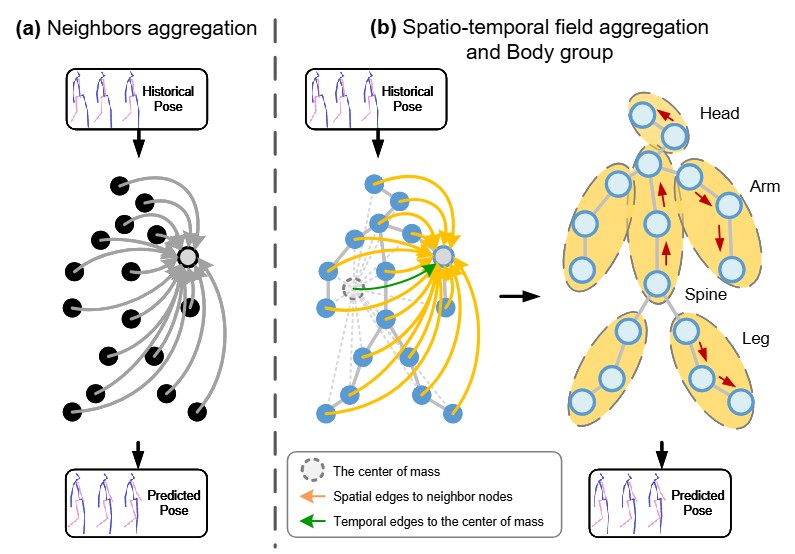 (a) Neighbors aggregation
Historical
Pose
Predicted
Pose
(b) Spatio-temporal field aggregation
and Body group
Historical
Pose
Head
Arm
Spine
Leg
The center of mass
Spatial edges to neighbor nodes
Temporal edges to the center of mass
Predicted
Pose